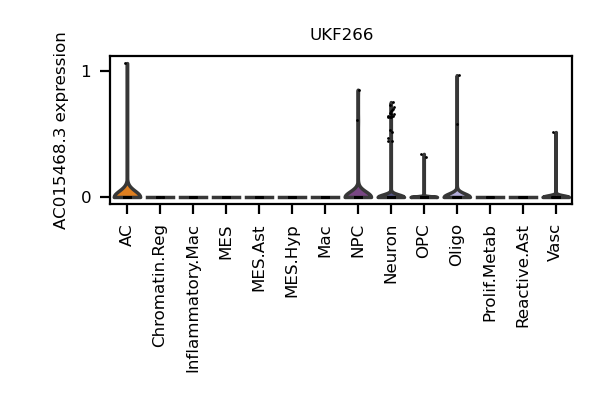 UKF266
AC015468.3 expression
1
0
AC
Chromatin.Reg
Inflammatory.Mac
MES
MES.Ast
MES.Hyp
Mac
NPC
Neuron
OPC
Oligo
Prolif.Metab
Reactive.Ast
Vasc